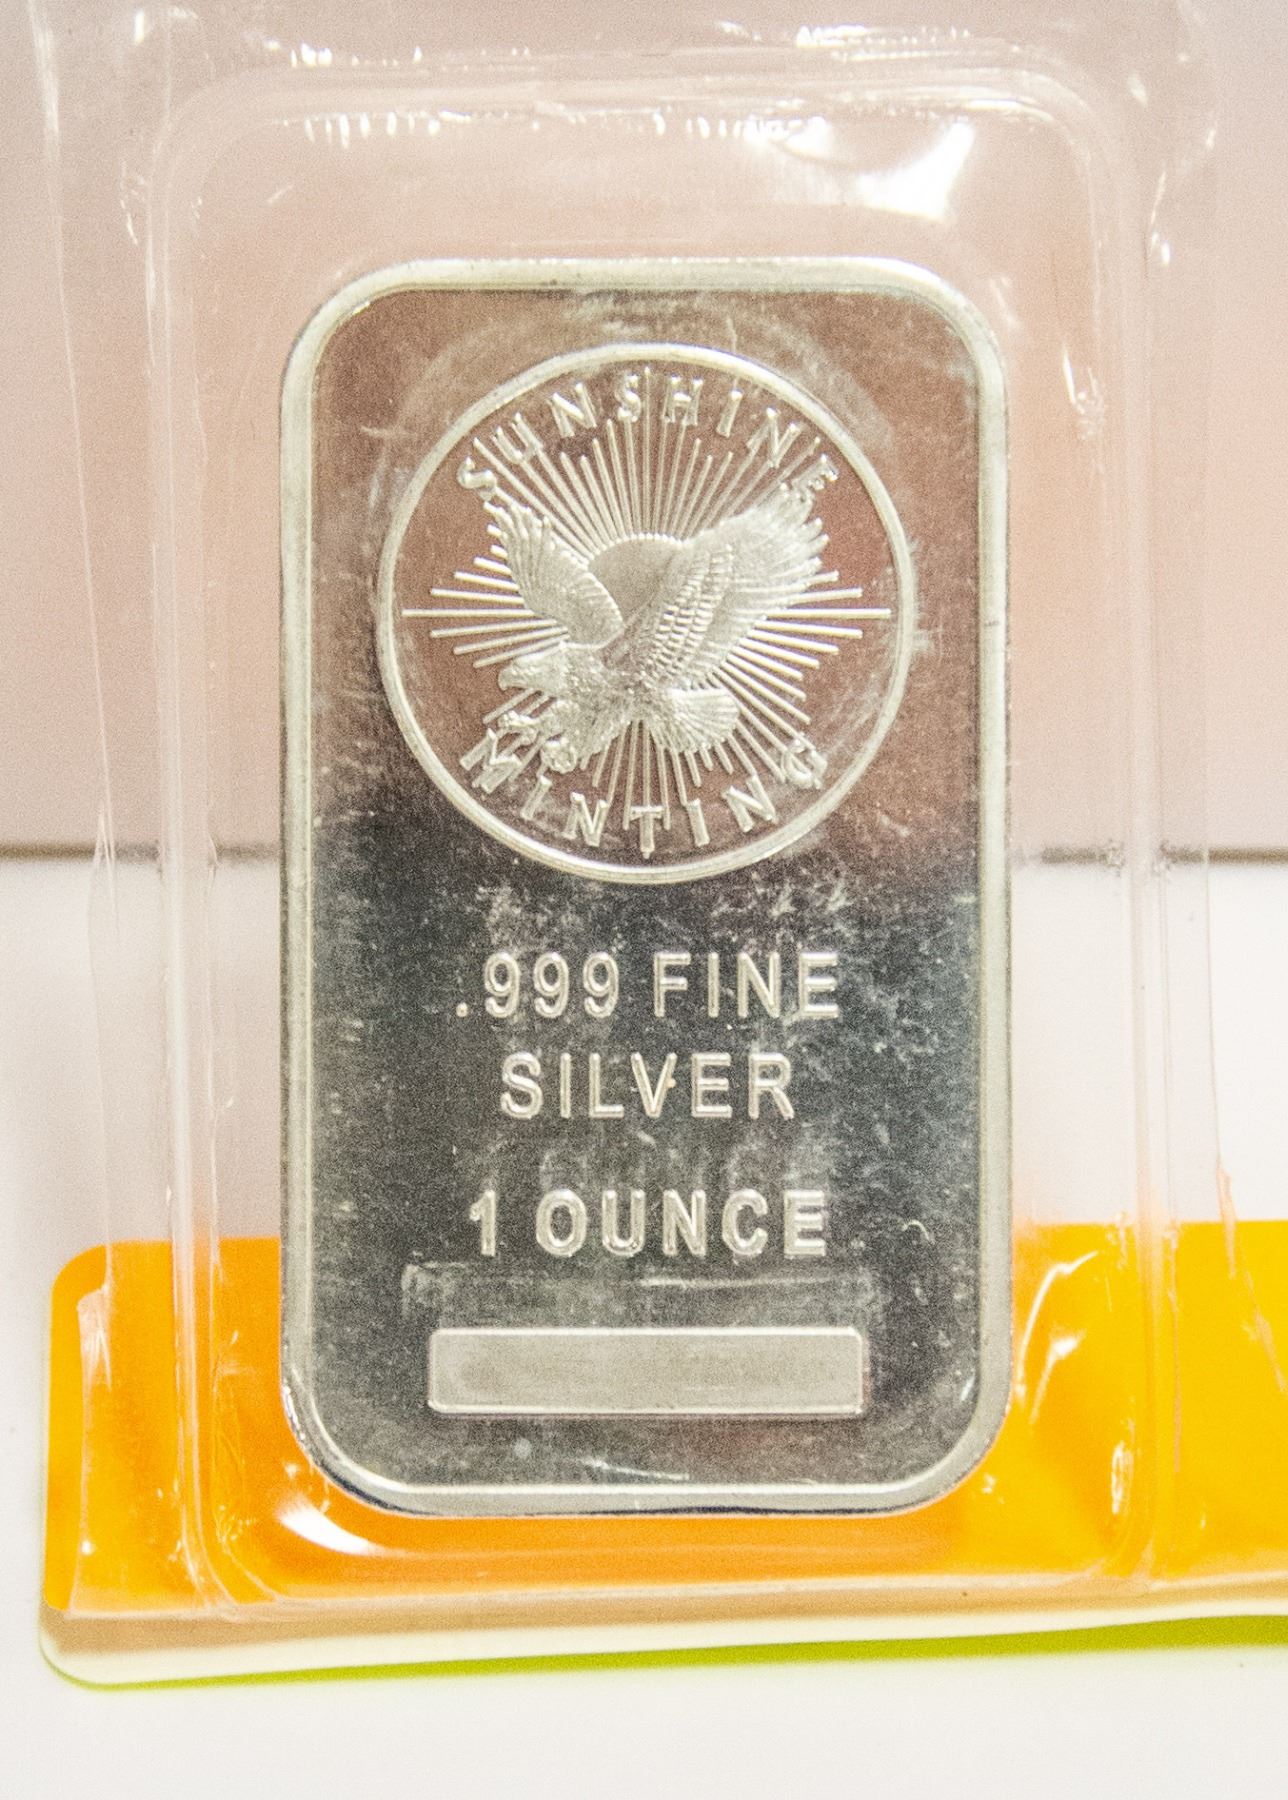 SUNSHINE
MINTING
.999 FINE
SILVER
1 OUNCE